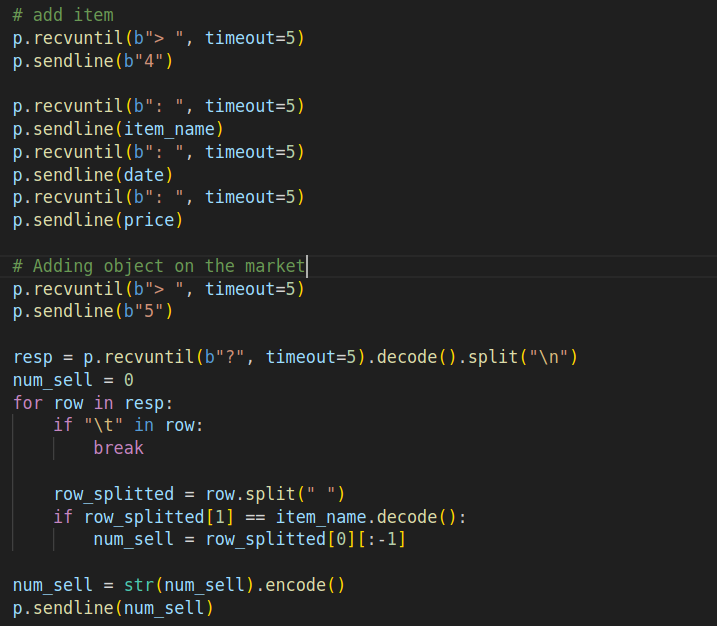 # add item
p.recvuntil(b"> ", timeout=5)
p.sendline(b"4")

p.recvuntil(b": ", timeout=5)
p.sendline(item_name)
p.recvuntil(b": ", timeout=5)
p.sendline(date)
p.recvuntil(b": ", timeout=5)
p.sendline(price)

# Adding object on the market
p.recvuntil(b"> ", timeout=5)
p.sendline(b"5")

resp = p.recvuntil(b"?", timeout=5).decode().split("\n")
num_sell = 0
for row in resp:
    if "\t" in row:
        break

    row_splitted = row.split(" ")
    if row_splitted[1] == item_name.decode():
        num_sell = row_splitted[0][:-1]

num_sell = str(num_sell).encode()
p.sendline(num_sell)